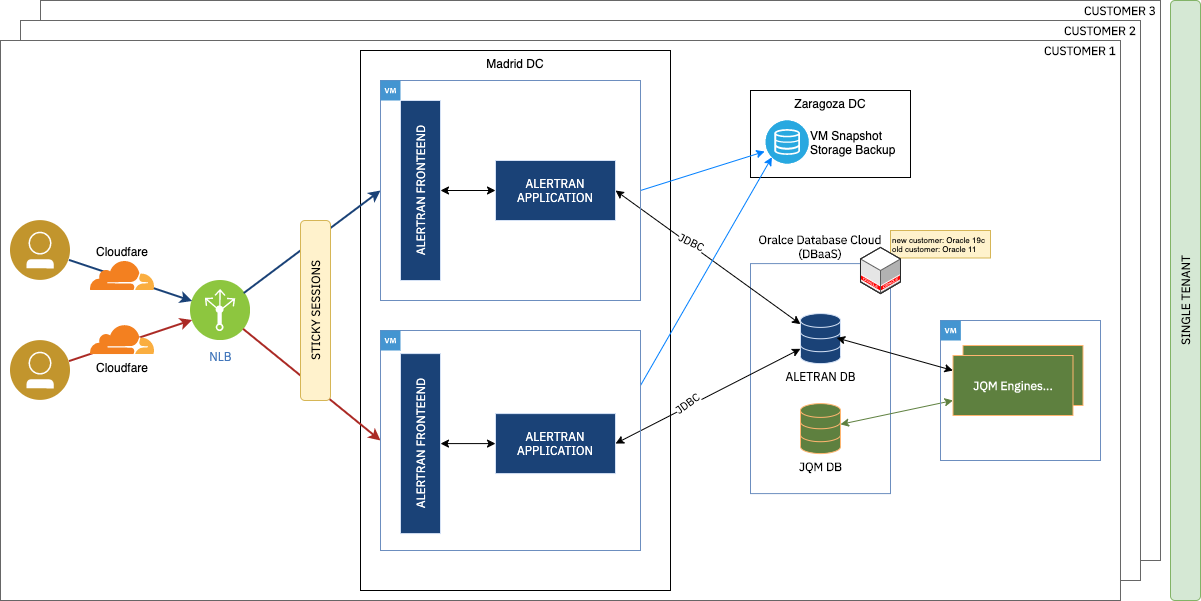 CUSTOMER 3
CUSTOMER 2
CUSTOMER 1
Madrid DC
VM
ALERTRAN FRONTEEND
ALERTRAN
APPLICATION
Zaragoza DC
VM Snapshot
Storage Backup
Cloudfare
Cloudfare
NLB
STICKY SESSIONS
JDBC
Oralce Database Cloud
(DBaaS)
new customer: Oracle 19c
old customer: Oracle 11
VM
ALERTRAN FRONTEEND
ALERTRAN
APPLICATION
JDBC
ALETRAN DB
JQM DB
VM
JQM Engines...
SINGLE TENANT